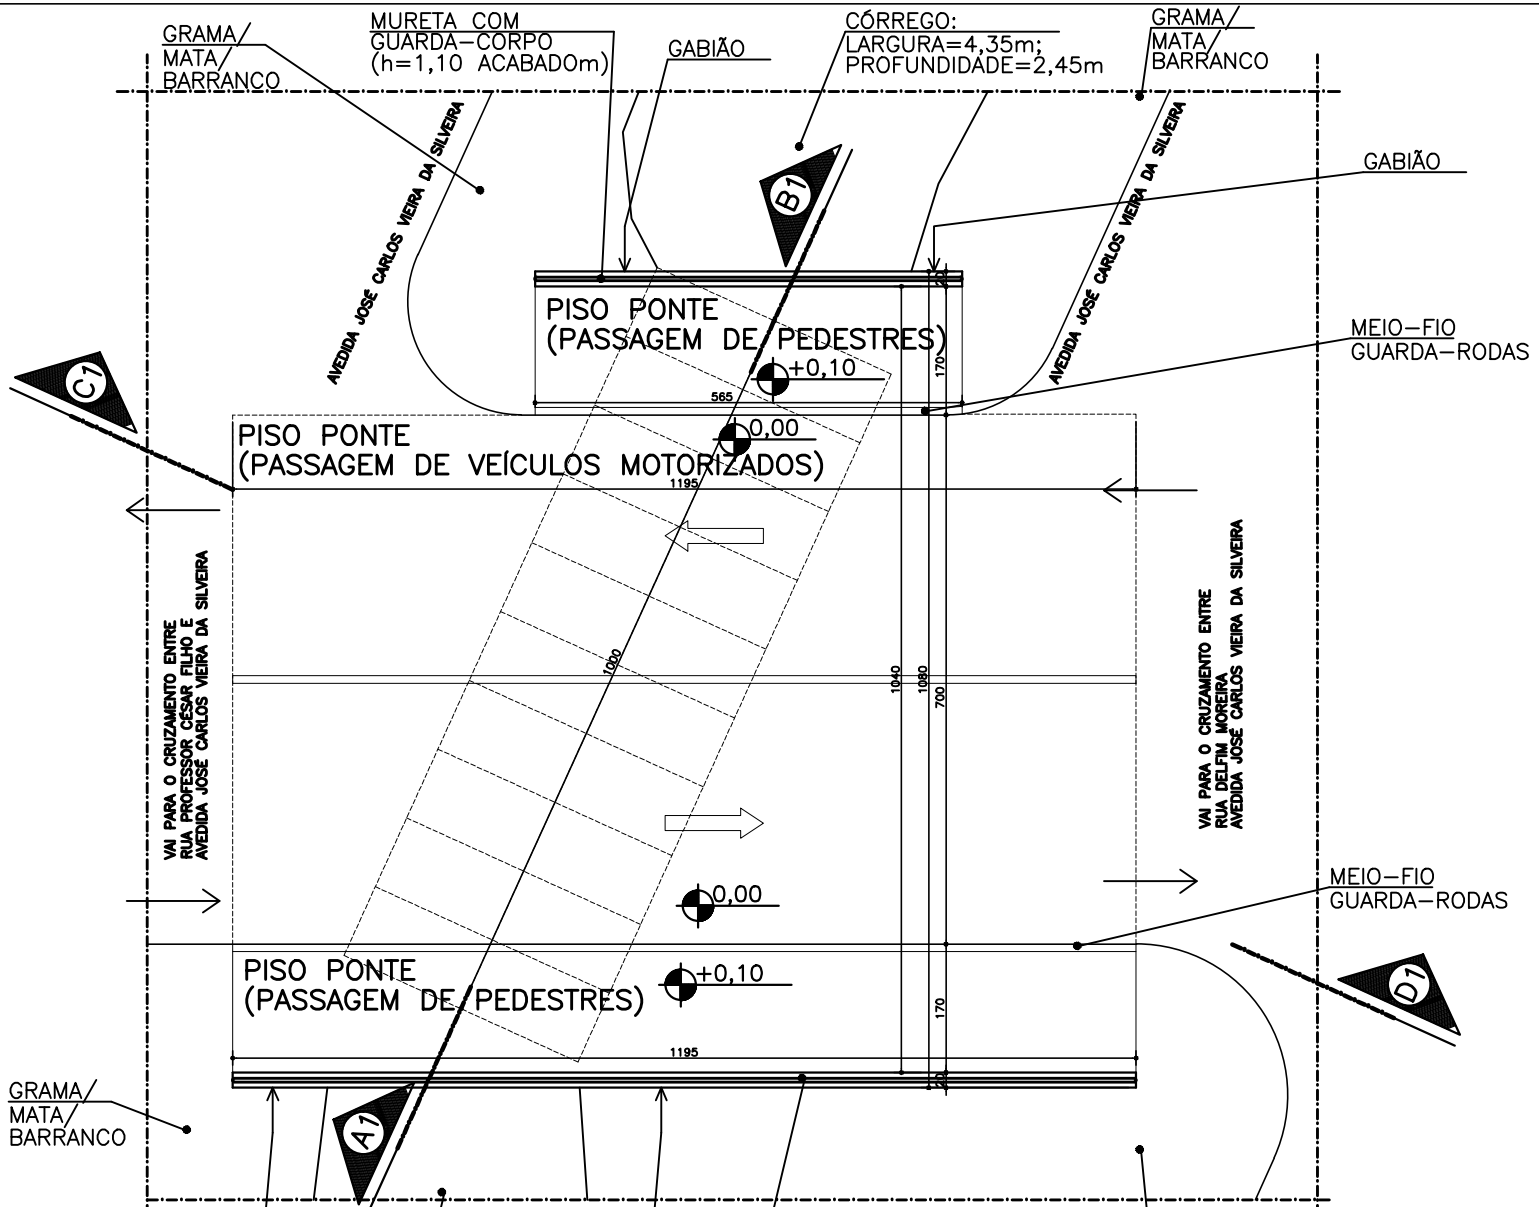 GRAMA/
MATA/
BARRANCO
MURETA COM
GUARDA-CORPO
(h=1,10 ACABADOm)
GABIÃO
CÓRREGO:
LARGURA=4,35m;
PROFUNDIDADE=2,45m
GRAMA/
MATA/
BARRANCO
GABIÃO
AVEDIDA JOSÉ CARLOS VIEIRA DA SILVEIRA
B1
AVEDIDA JOSÉ CARLOS VIEIRA DA SILVEIRA
20
PISO PONTE
(PASSAGEM DE PEDESTRES)
+0,10
170
565
MEIO-FIO
GUARDA-RODAS
C1
0,00
PISO PONTE
(PASSAGEM DE VEÍCULOS MOTORIZADOS)
1195
VAI PARA O CRUZAMENTO ENTRE
RUA PROFESSOR CÉSAR FILHO E
AVEDIDA JOSÉ CARLOS VIEIRA DA SILVEIRA
1000
1040
1080
700
VAI PARA O CRUZAMENTO ENTRE
RUA DELFIM MOREIRA
AVEDIDA JOSÉ CARLOS VIEIRA DA SILVEIRA
0,00
MEIO-FIO
GUARDA-RODAS
PISO PONTE
(PASSAGEM DE PEDESTRES)
+0,10
170
D1
1195
20
GRAMA/
MATA/
BARRANCO
A1